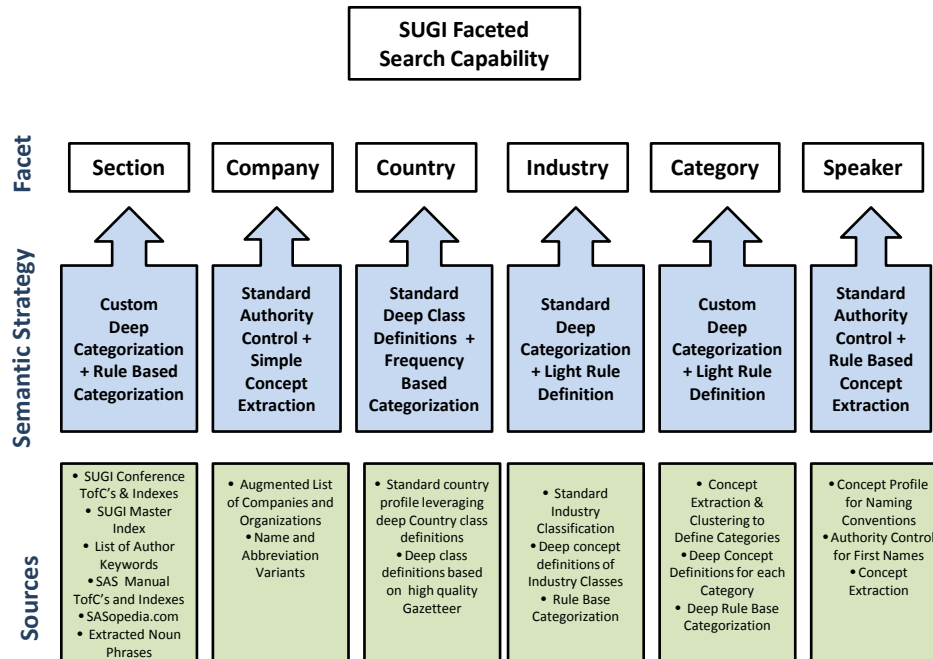 SUGI Faceted
Search Capability
Facet
Section
Company
Country
Industry
Category
Speaker
Semantic Strategy
Custom
Deep
Categorization
+ Rule Based
Categorization
Standard
Authority
Control +
Simple
Concept
Extraction
Standard
Deep Class
Definitions +
Frequency
Based
Categorization
Standard
Deep
Categorization
+ Light Rule
Definition
Custom
Deep
Categorization
+ Light Rule
Definition
Standard
Authority
Control +
Rule Based
Concept
Extraction
Sources
• SUGI Conference
TofC's & Indexes
• SUGI Master
Index
• List of Author
Keywords
• SAS Manual
TofC's and Indexes
•SASopedia.com
• Extracted Noun
Phrases
• Augmented List
of Companies and
Organizations
•Name and
Abbreviation
Variants
• Standard country
profile leveraging
deep Country class
definitions
•Deep class
definitions based
on high quality
Gazetteer
• Standard
Industry
Classification
•Deep concept
definitions of
Industry Classes
• Rule Base
Categorization
• Concept
Extraction &
Clustering to
Define Categories
•Deep Concept
Definitions for each
Category
• Deep Rule Base
Categorization
•Concept Profile
for Naming
Conventions
•Authority Control
for First Names
• Concept
Extraction